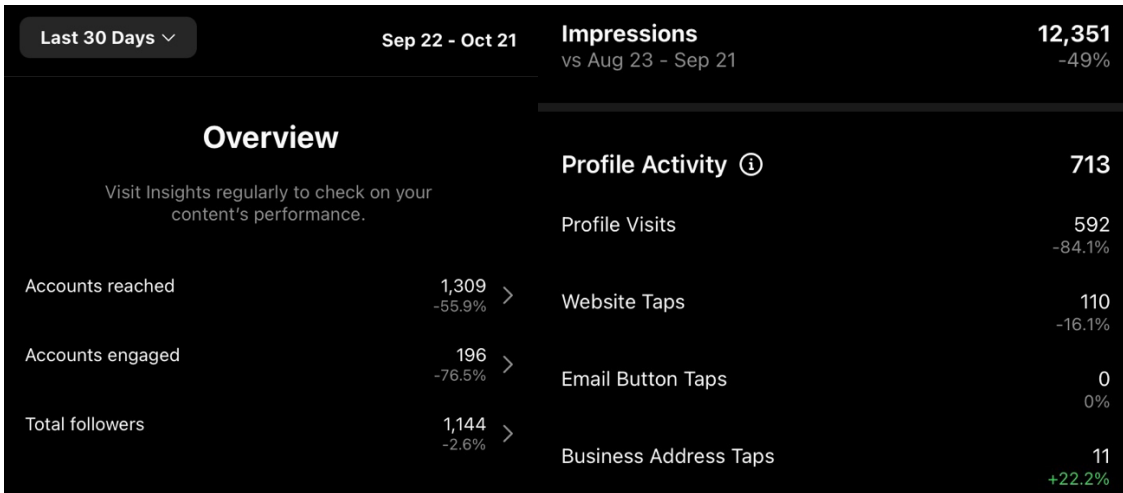 Last 30 Days
Sep 22 - Oct 21
Overview
Visit Insights regularly to check on your
content's performance.
Accounts reached 1,309
-55.9%
Accounts engaged 196
-76.5%
Total followers 1,144
-2.6%
Impressions 12,351
vs Aug 23 - Sep 21 -49%
Profile Activity 713
Profile Visits 592
-84.1%
Website Taps 110
-16.1%
Email Button Taps 0
0%
Business Address Taps 11
+22.2%